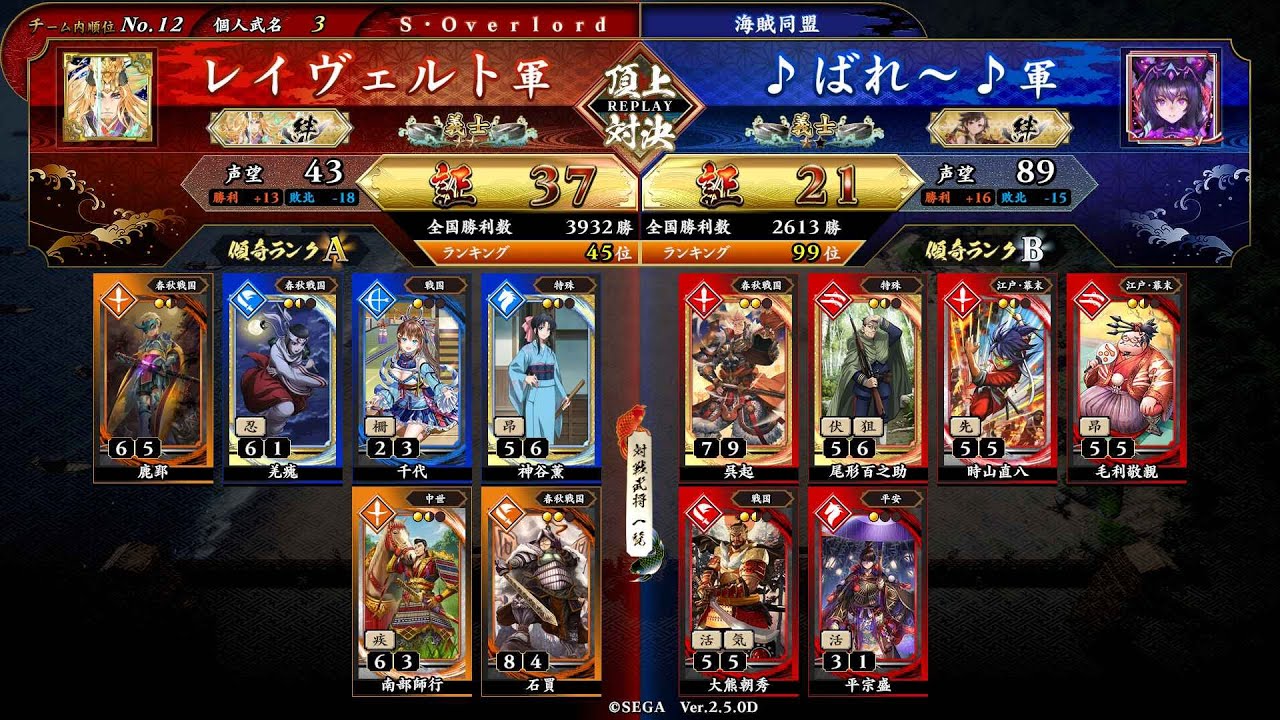 チーム内順位 No.12 個人武名 3 S・Overlord 海賊同盟
レイヴェルト軍 頂上 ♪ばれ～♪軍
REPLAY
対決
絆 義士 義士 絆
声望 43 証 37 証 21 声望 89
勝利 +13 敗北 -18 勝利 +16 敗北 -15
全国勝利数 3932勝 全国勝利数 2613勝
傾奇ランク A ランキング 45位 ランキング 99位 傾奇ランク B
春秋戦国 春秋戦国 戦国 特殊 春秋戦国 特殊 江戸・幕末 江戸・幕末
忍 柵 昂 伏 狙 先 昂
6 5 6 1 2 3 5 6 7 9 5 6 5 5 5 5
鹿郢 羌瘣 千代 神谷薫 呉起 尾形百之助 時山直八 毛利敬親
対戦武将一覧
中世 春秋戦国 戦国 平安
疾 活 気 活
6 3 8 4 5 5 3 1
南部師行 石買 大熊朝秀 平宗盛
©SEGA Ver.2.5.0D